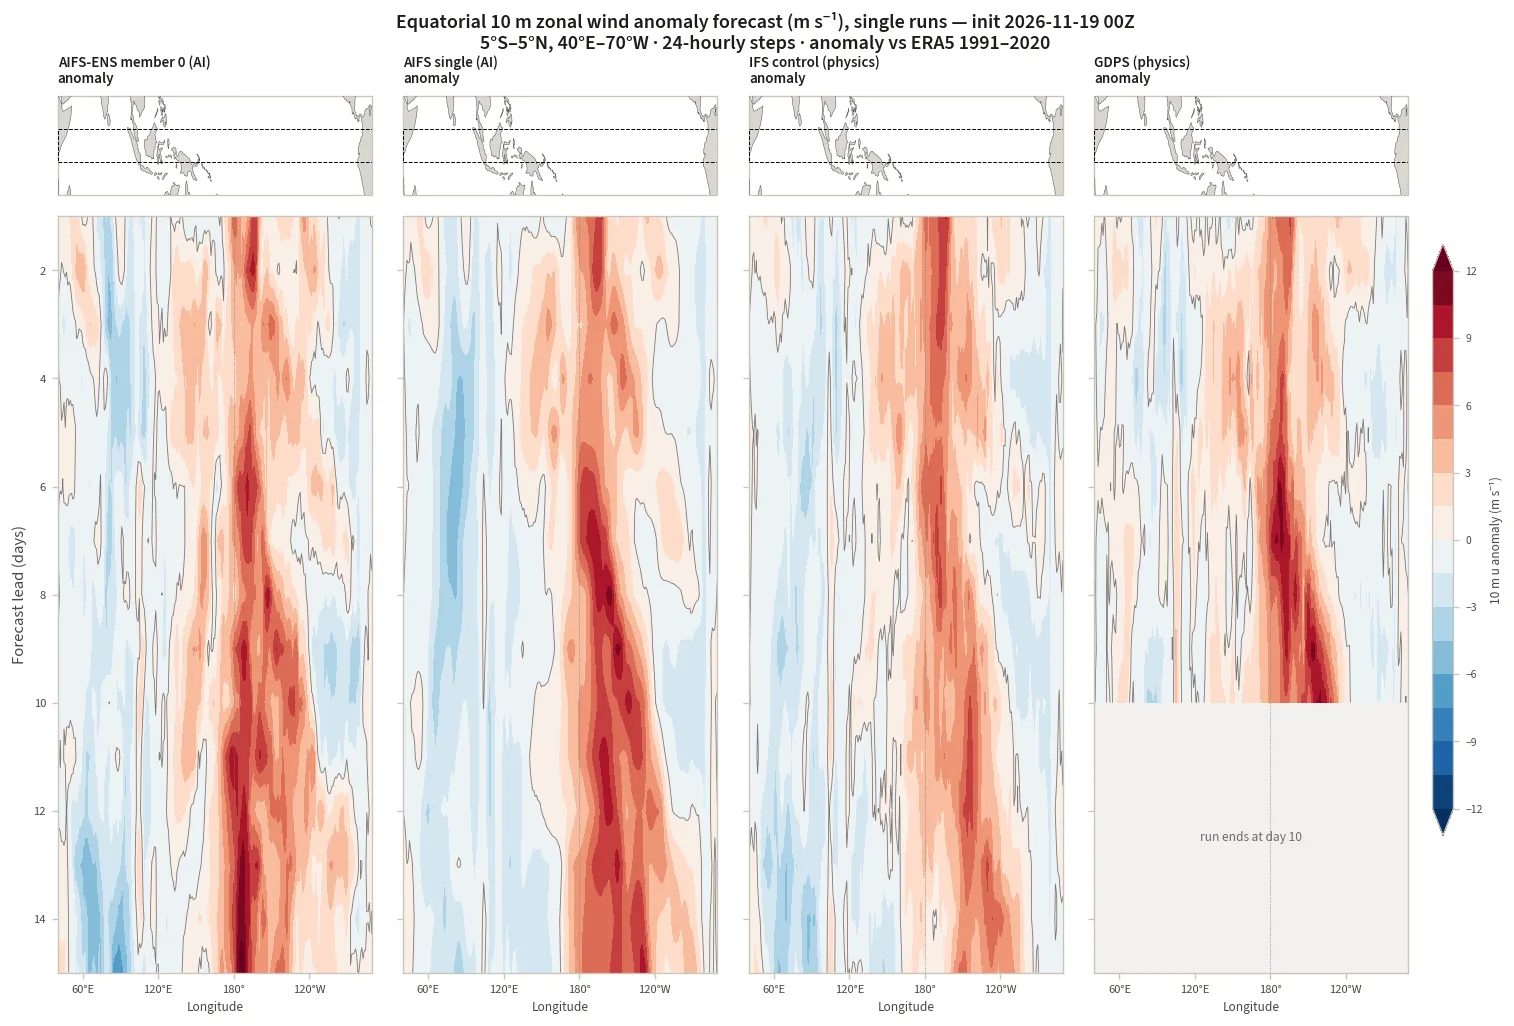 Equatorial 10 m zonal wind anomaly forecast (m s⁻¹), single runs — init 2026-11-19 00Z
5°S–5°N, 40°E–70°W · 24-hourly steps · anomaly vs ERA5 1991–2020
AIFS-ENS member 0 (AI)
anomaly
AIFS single (AI)
anomaly
IFS control (physics)
anomaly
GDPS (physics)
anomaly
Forecast lead (days)
2
4
6
8
10
12
14
run ends at day 10
60°E
120°E
180°
120°W
60°E
120°E
180°
120°W
60°E
120°E
180°
120°W
60°E
120°E
180°
120°W
Longitude
Longitude
Longitude
Longitude
12
9
6
3
0
−3
−6
−9
−12
10 m u anomaly (m s⁻¹)